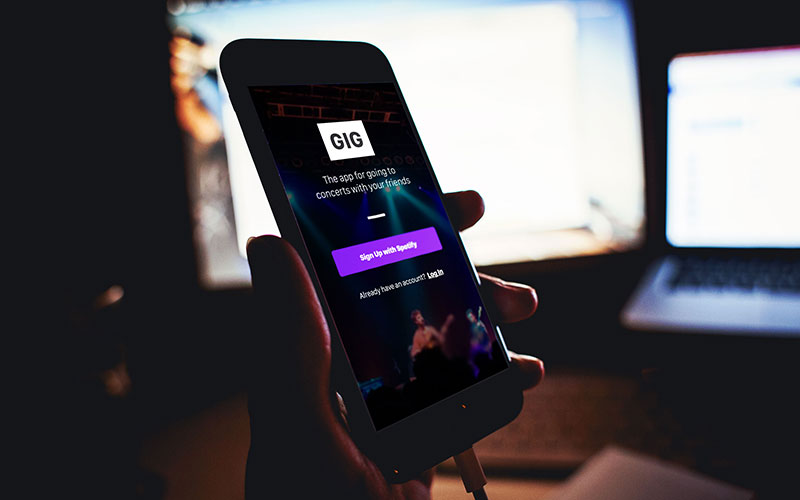 GIG
The app for going to
concerts with your friends
Sign Up with Spotify
Already have an account? Log In